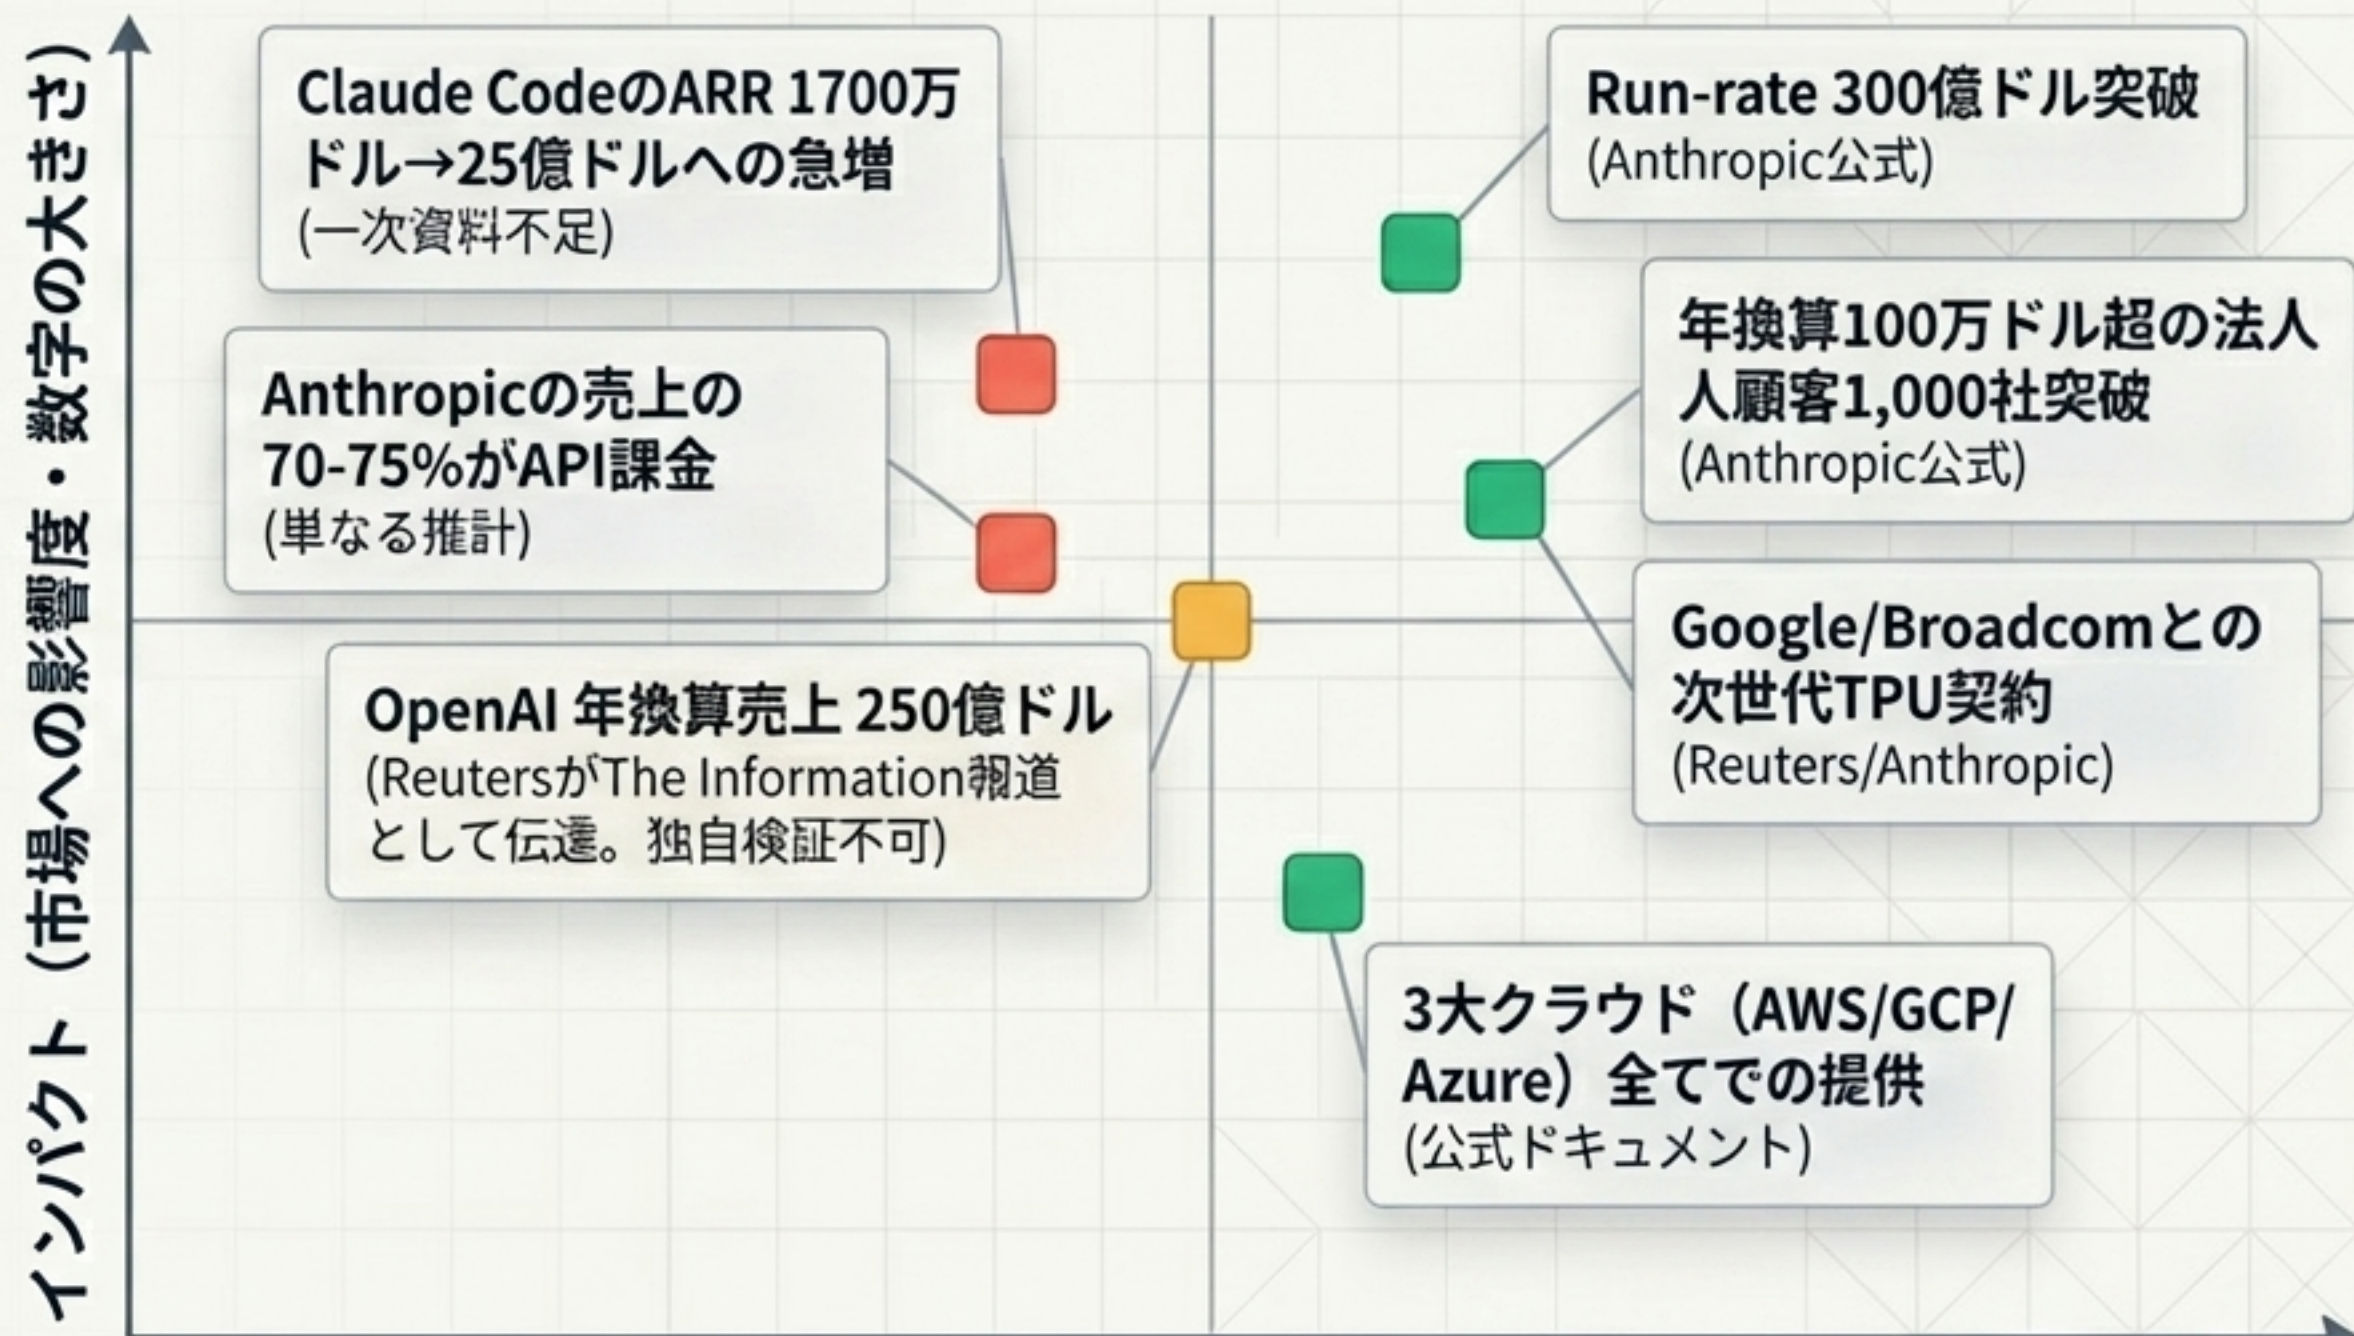 インパクト（市場への影響度・数字の大きさ）
Claude CodeのARR 1700万
ドル→25億ドルへの急増
(一次資料不足)
Anthropicの売上の
70-75%がAPI課金
(単なる推計)
OpenAI 年換算売上 250億ドル
(ReutersがThe Information報道
として伝達。独自検証不可)
Run-rate 300億ドル突破
(Anthropic公式)
年換算100万ドル超の法人
人顧客1,000社突破
(Anthropic公式)
Google/Broadcomとの
次世代TPU契約
(Reuters/Anthropic)
3大クラウド（AWS/GCP/
Azure）全てでの提供
(公式ドキュメント)